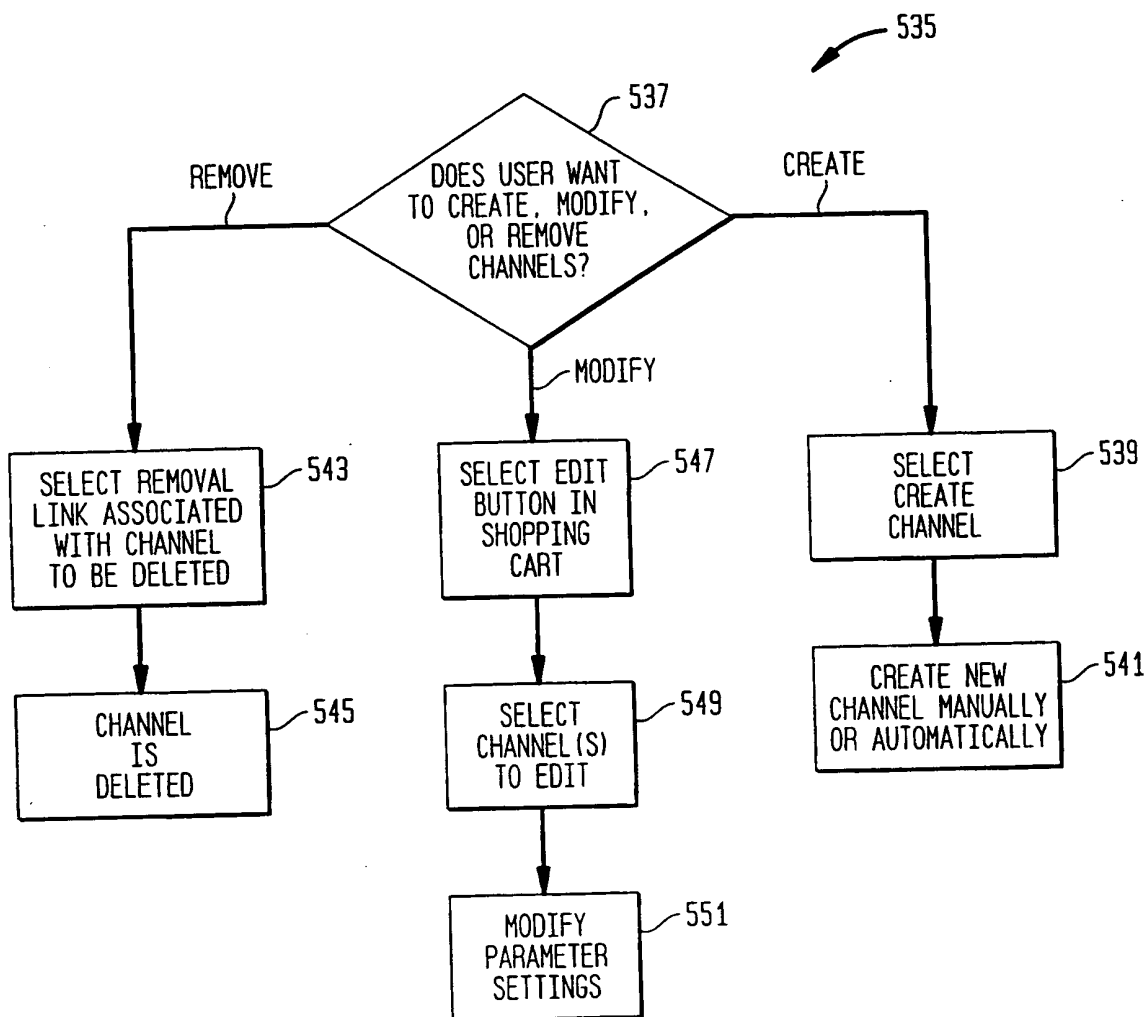 535
537
DOES USER WANT
TO CREATE, MODIFY,
OR REMOVE
CHANNELS?
REMOVE
CREATE
MODIFY
543
SELECT REMOVAL
LINK ASSOCIATED
WITH CHANNEL
TO BE DELETED
547
SELECT EDIT
BUTTON IN
SHOPPING
CART
539
SELECT
CREATE
CHANNEL
545
CHANNEL
IS
DELETED
549
SELECT
CHANNEL(S)
TO EDIT
541
CREATE NEW
CHANNEL MANUALLY
OR AUTOMATICALLY
551
MODIFY
PARAMETER
SETTINGS